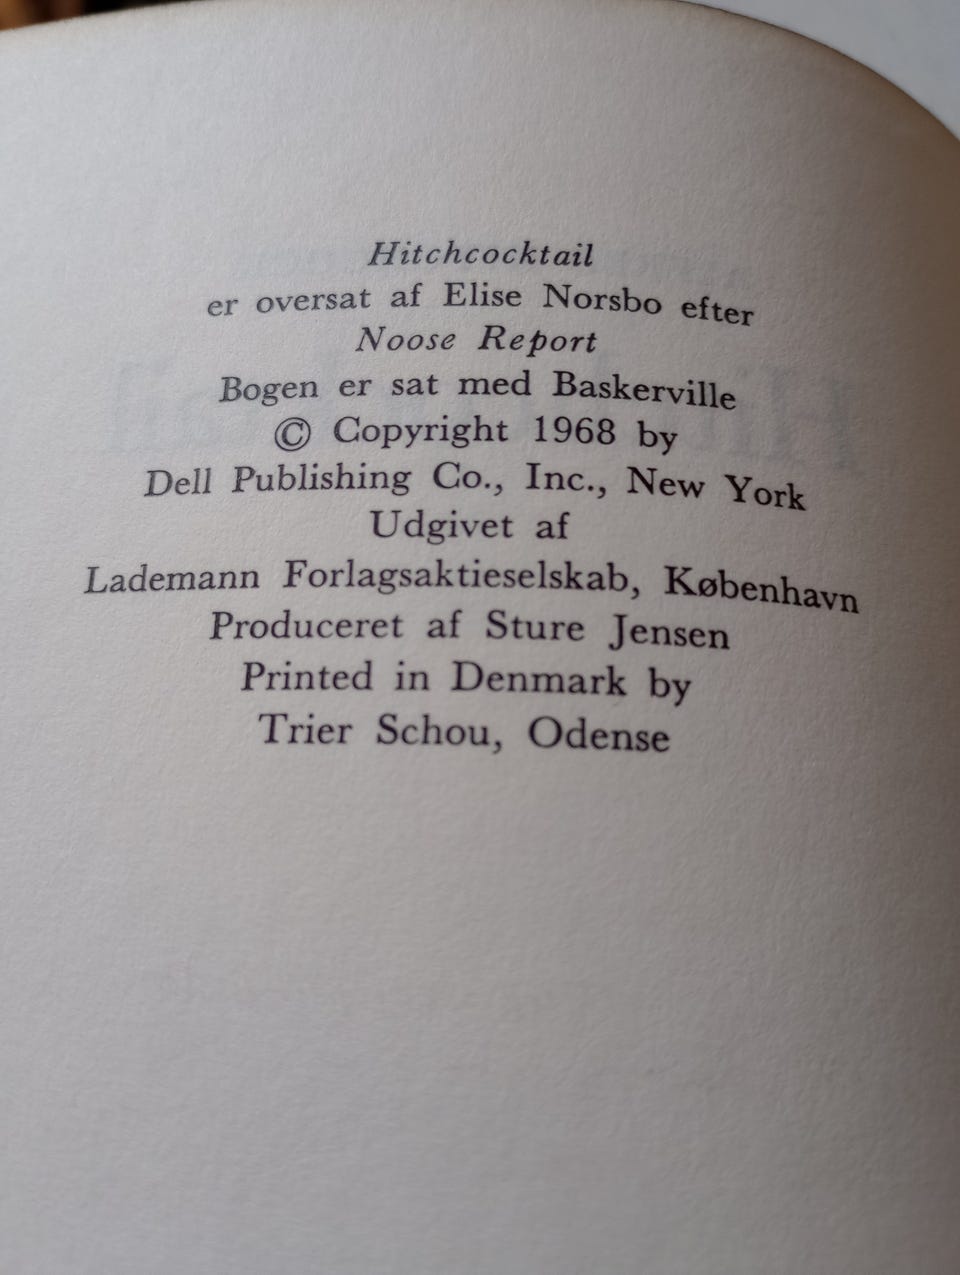 Hitchcocktail
er oversat af Elise Norsbo efter
Noose Report
Bogen er sat med Baskerville
© Copyright 1968 by
Dell Publishing Co., Inc., New York
Udgivet af
Lademann Forlagsaktieselskab, København
Produceret af Sture Jensen
Printed in Denmark by
Trier Schou, Odense